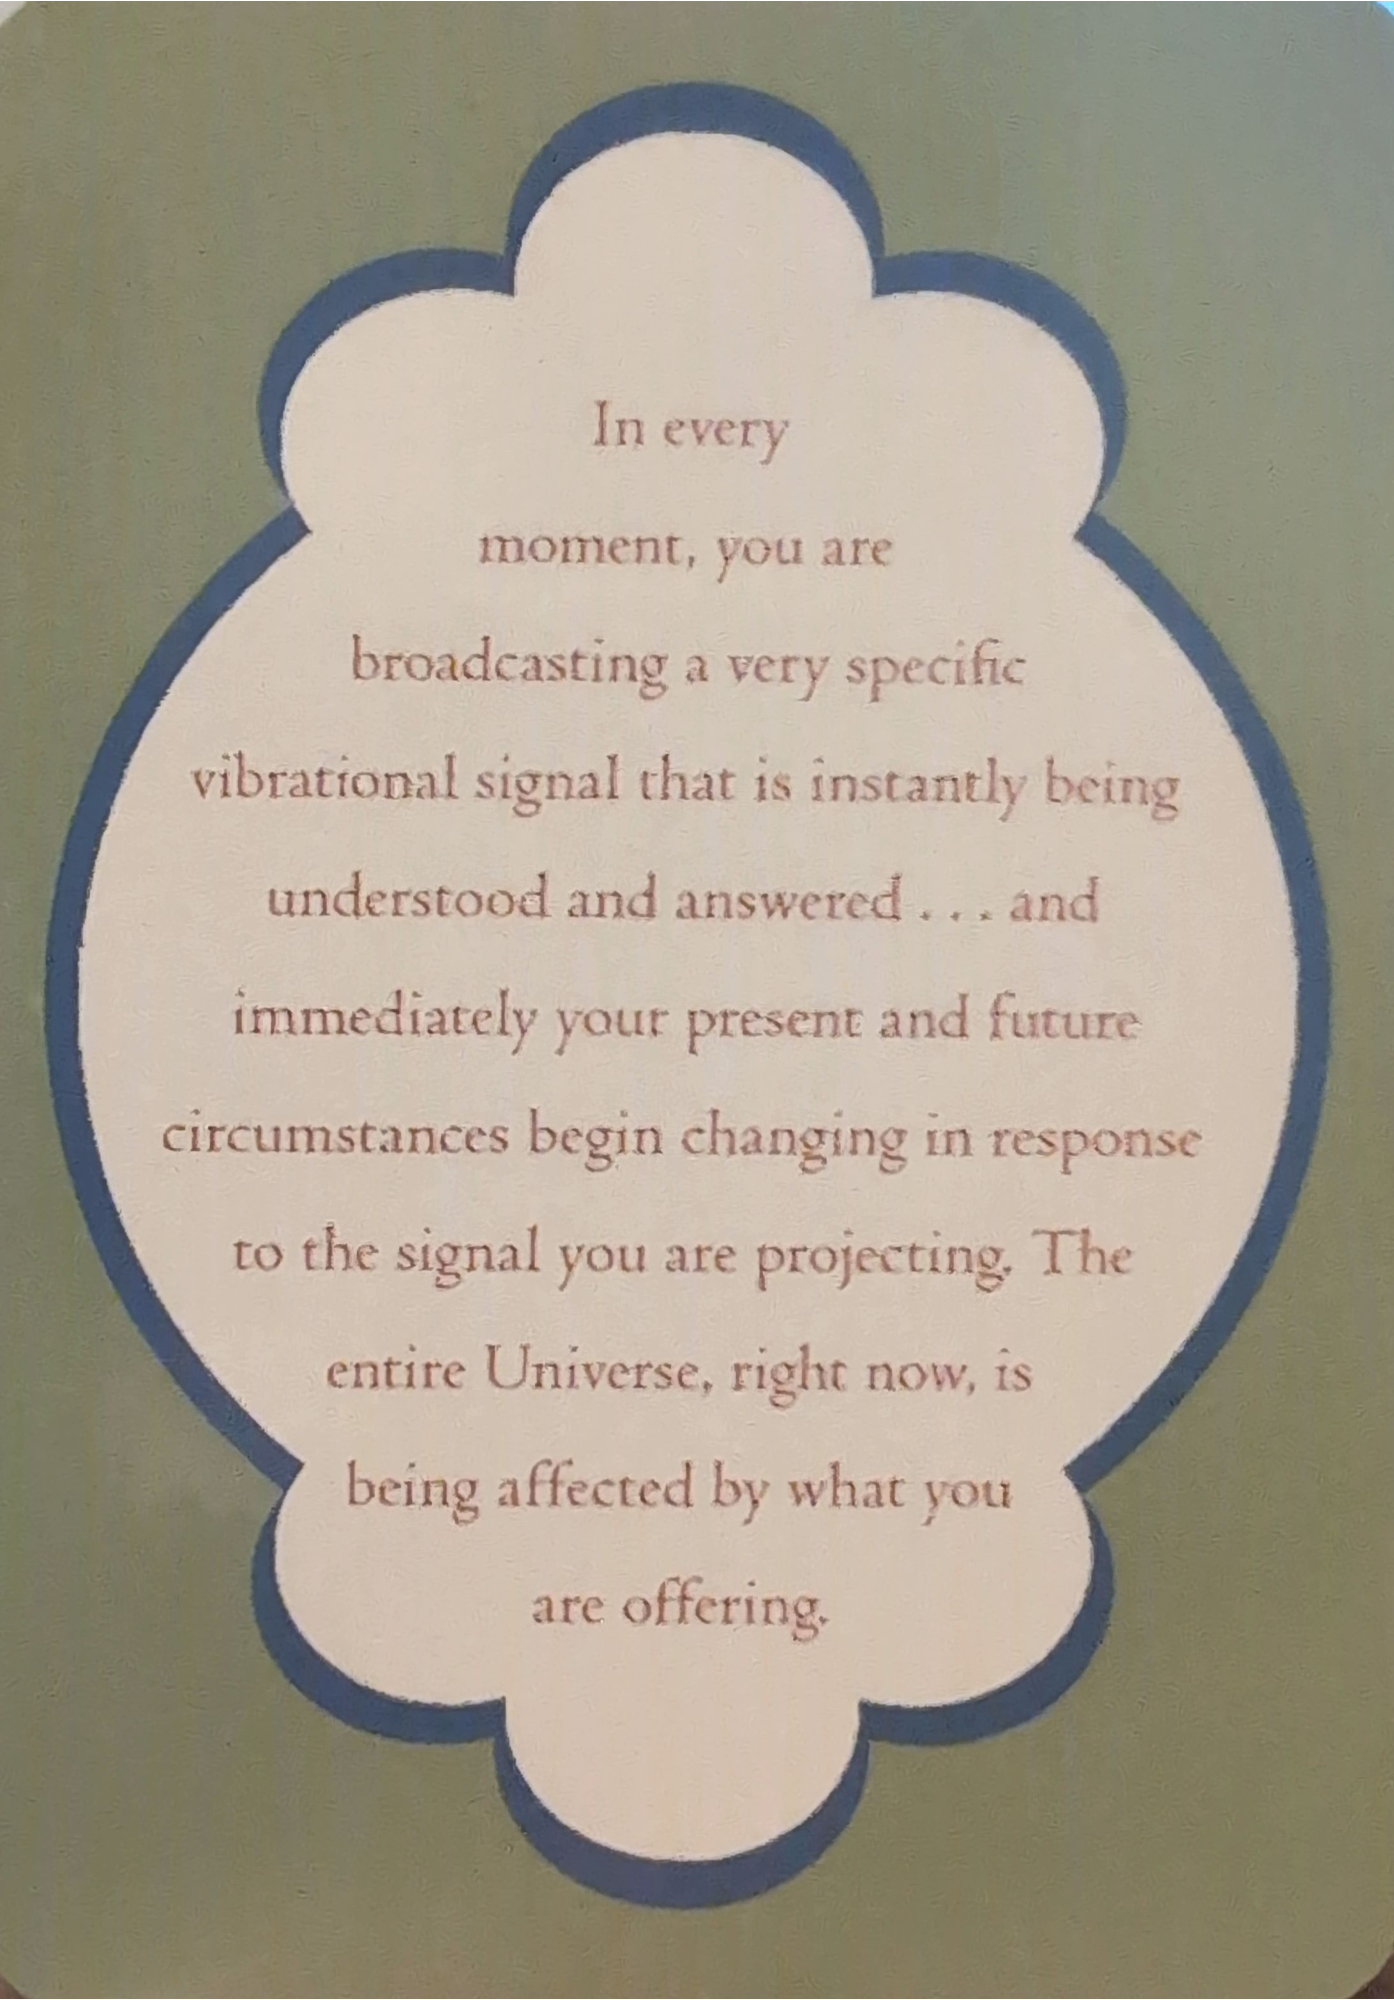 In every
moment, you are
broadcasting a very specific
vibrational signal that is instantly being
understood and answered . . . and
immediately your present and future
circumstances begin changing in response
to the signal you are projecting. The
entire Universe, right now, is
being affected by what you
are offering.